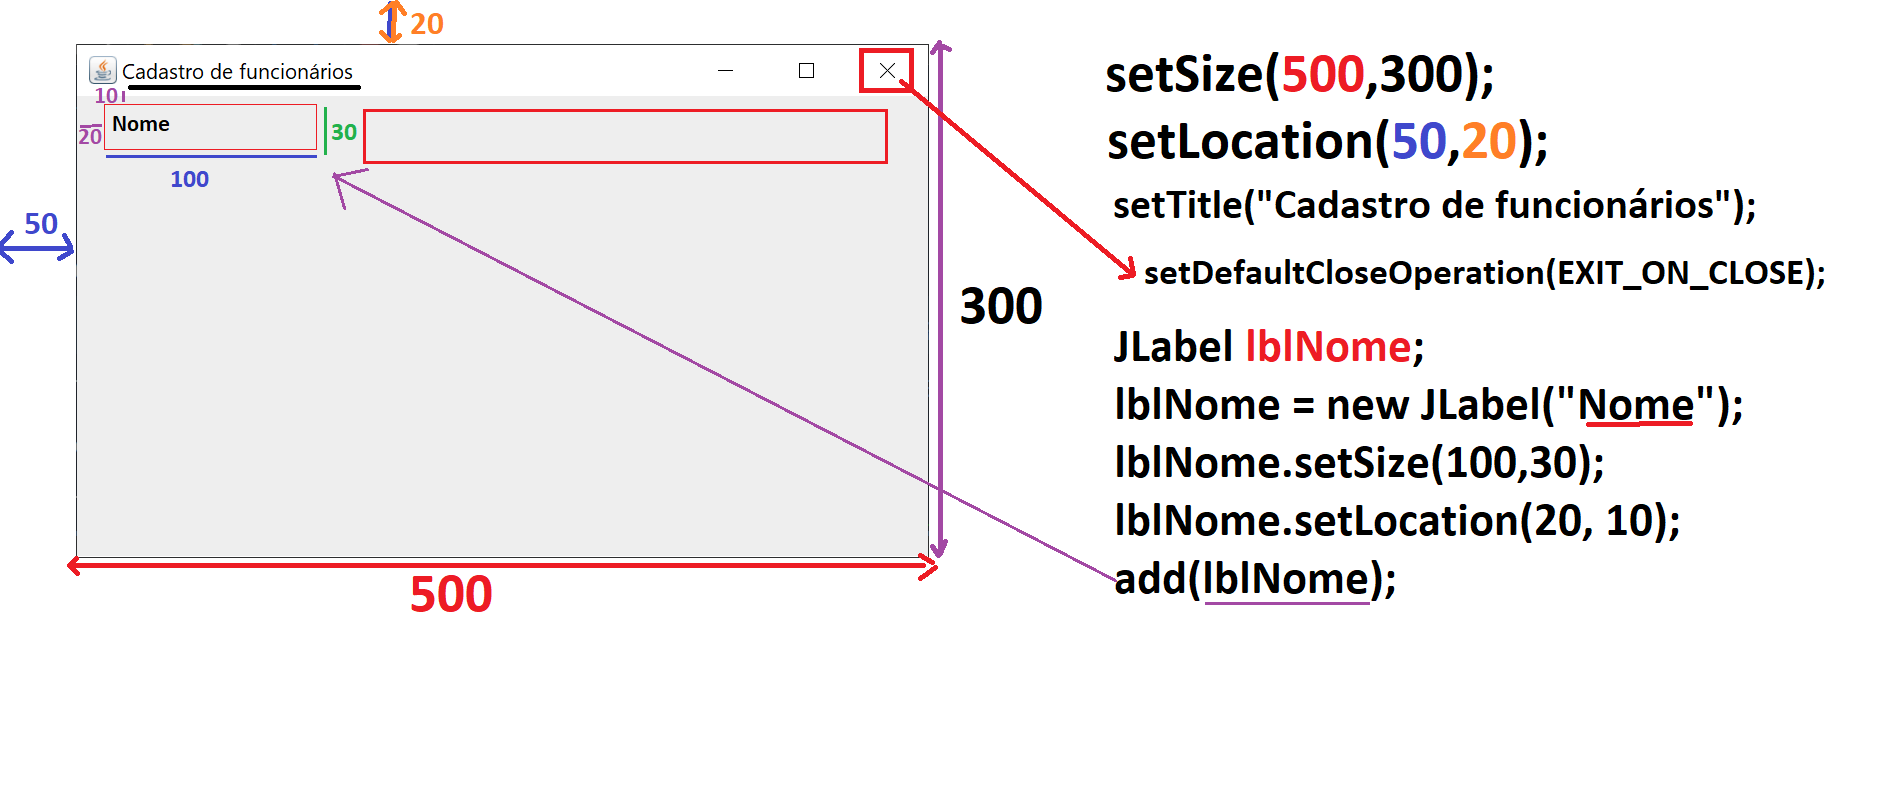 20
Cadastro de funcionários
10
Nome
20
30
100
50
300
500
setSize(500,300);
setLocation(50,20);
setTitle("Cadastro de funcionários");
setDefaultCloseOperation(EXIT_ON_CLOSE);
JLabel lblNome;
lblNome = new JLabel("Nome");
lblNome.setSize(100,30);
lblNome.setLocation(20, 10);
add(lblNome);